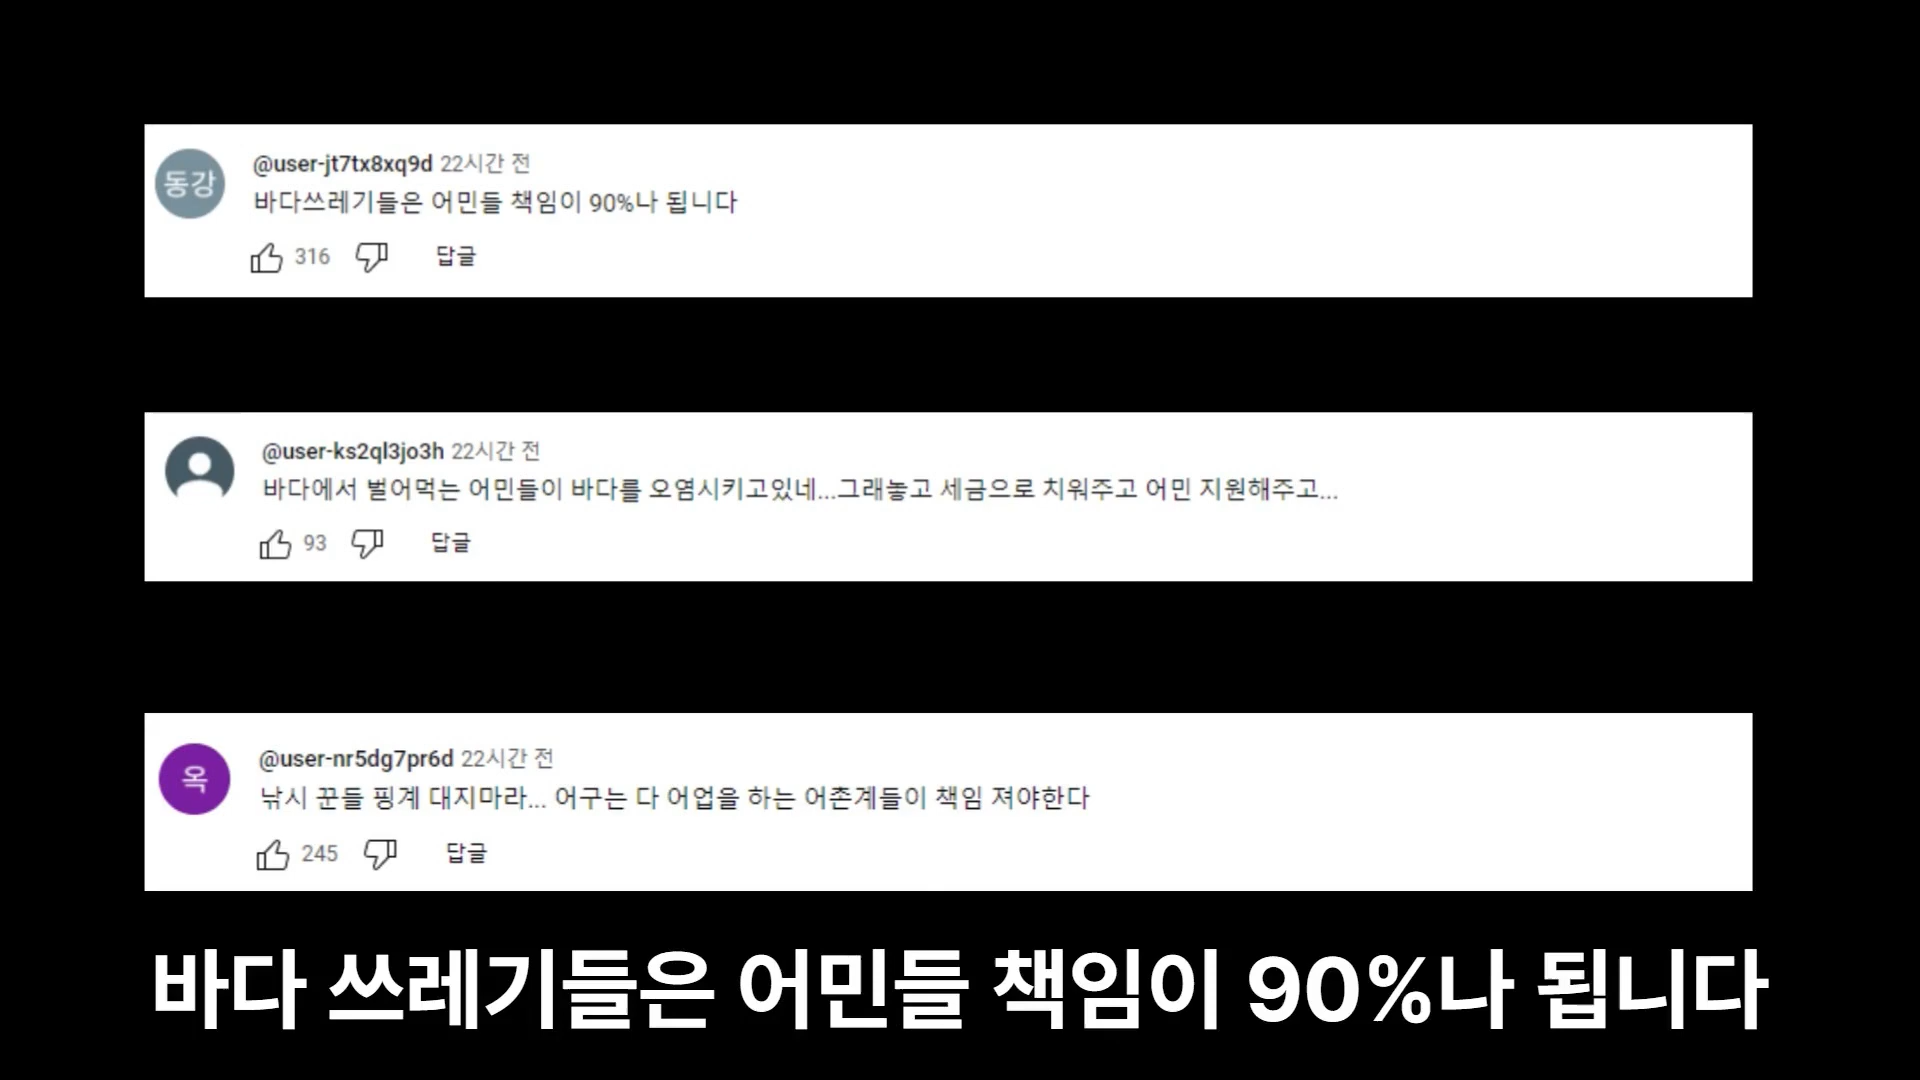 동강
@user-jt7tx8xq9d 22시간 전
바다쓰레기들은 어민들 책임이 90%나 됩니다
316 답글
@user-ks2ql3jo3h 22시간 전
바다에서 벌어먹는 어민들이 바다를 오염시키고있네...그래놓고 세금으로 치워주고 어민 지원해주고...
93 답글
옥
@user-nr5dg7pr6d 22시간 전
낚시 꾼들 핑계 대지마라... 어구는 다 어업을 하는 어촌계들이 책임 져야한다
245 답글
바다 쓰레기들은 어민들 책임이 90%나 됩니다